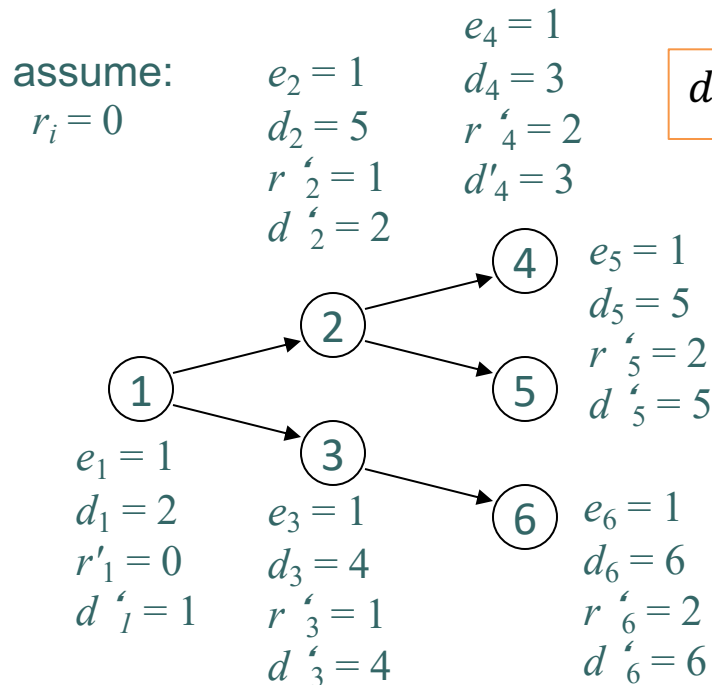 assume:
r_i = 0
e_2 = 1
d_2 = 5
r ‘_2 = 1
d ‘_2 = 2
e_4 = 1
d_4 = 3
r ‘_4 = 2
d'_4 = 3
d
4
e_5 = 1
d_5 = 5
r ‘_5 = 2
d ‘_5 = 5
2
1
5
3
6
e_1 = 1
d_1 = 2
r'_1 = 0
d ‘_1 = 1
e_3 = 1
d_3 = 4
r ‘_3 = 1
d ‘_3 = 4
e_6 = 1
d_6 = 6
r ‘_6 = 2
d ‘_6 = 6